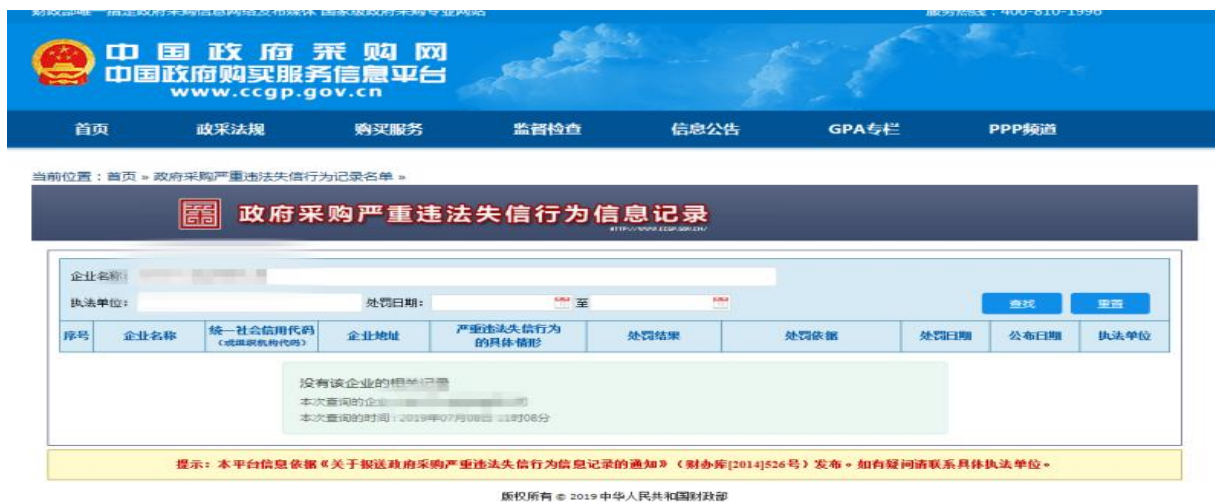 财政部唯一指定政府采购信息网络发布媒体 国家级政府采购专业网站 服务热线：400-810-1996
中国政府采购网
中国政府购买服务信息平台
www.ccgp.gov.cn
首页 政采法规 购买服务 监督检查 信息公告 GPA专栏 PPP频道
当前位置：首页 » 政府采购严重违法失信行为记录名单 »
政府采购严重违法失信行为信息记录
HTTP://WWW.CCGP.GOV.CN/
企业名称：
执法单位： 处罚日期： 至 查找 重置
序号 企业名称 统一社会信用代码（或组织机构代码） 企业地址 严重违法失信行为的具体情形 处罚结果 处罚依据 处罚日期 公布日期 执法单位
没有该企业的相关记录
本次查询的企业
本次查询的时间：2019年07月08日 11时08分
提示：本平台信息依据《关于报送政府采购严重违法失信行为信息记录的通知》（财办库[2014]526号）发布。如有疑问请联系具体执法单位。
版权所有 © 2019 中华人民共和国财政部